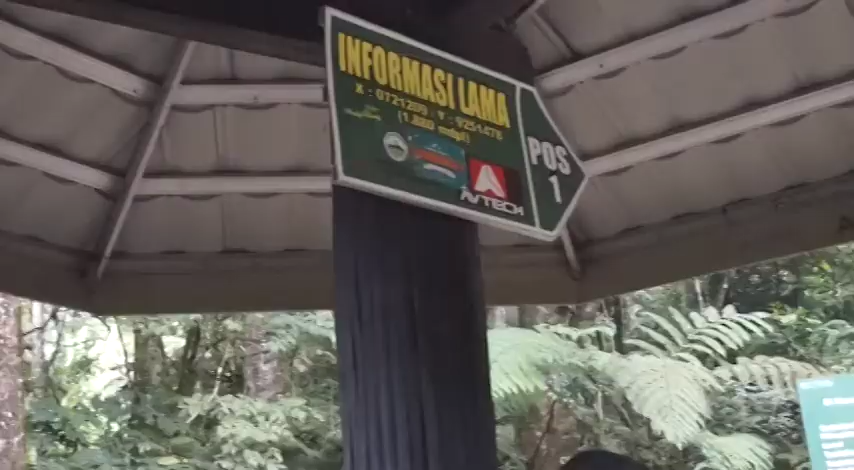 INFORMASI LAMA
X : 0721209 Y : 9251478
(1.880 mdpl)
AVTECH
POS
1